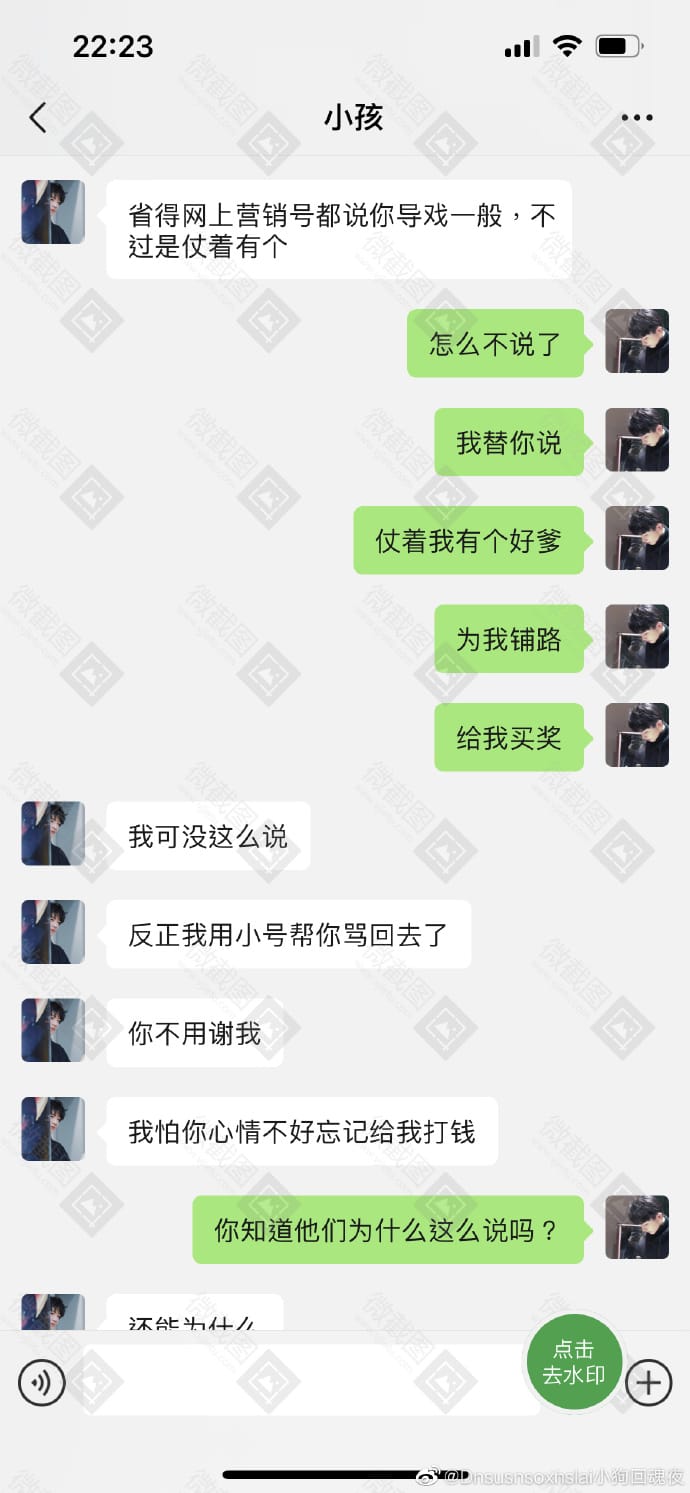 22:23
小孩
省得网上营销号都说你导戏一般，不
过是仗着有个
怎么不说了
我替你说
仗着我有个好爹
为我铺路
给我买奖
我可没这么说
反正我用小号帮你骂回去了
你不用谢我
我怕你心情不好忘记给我打钱
你知道他们为什么这么说吗？
还能为什么
点击
去水印
@Dnsusnsoxhslai小狗回魂夜
微截图